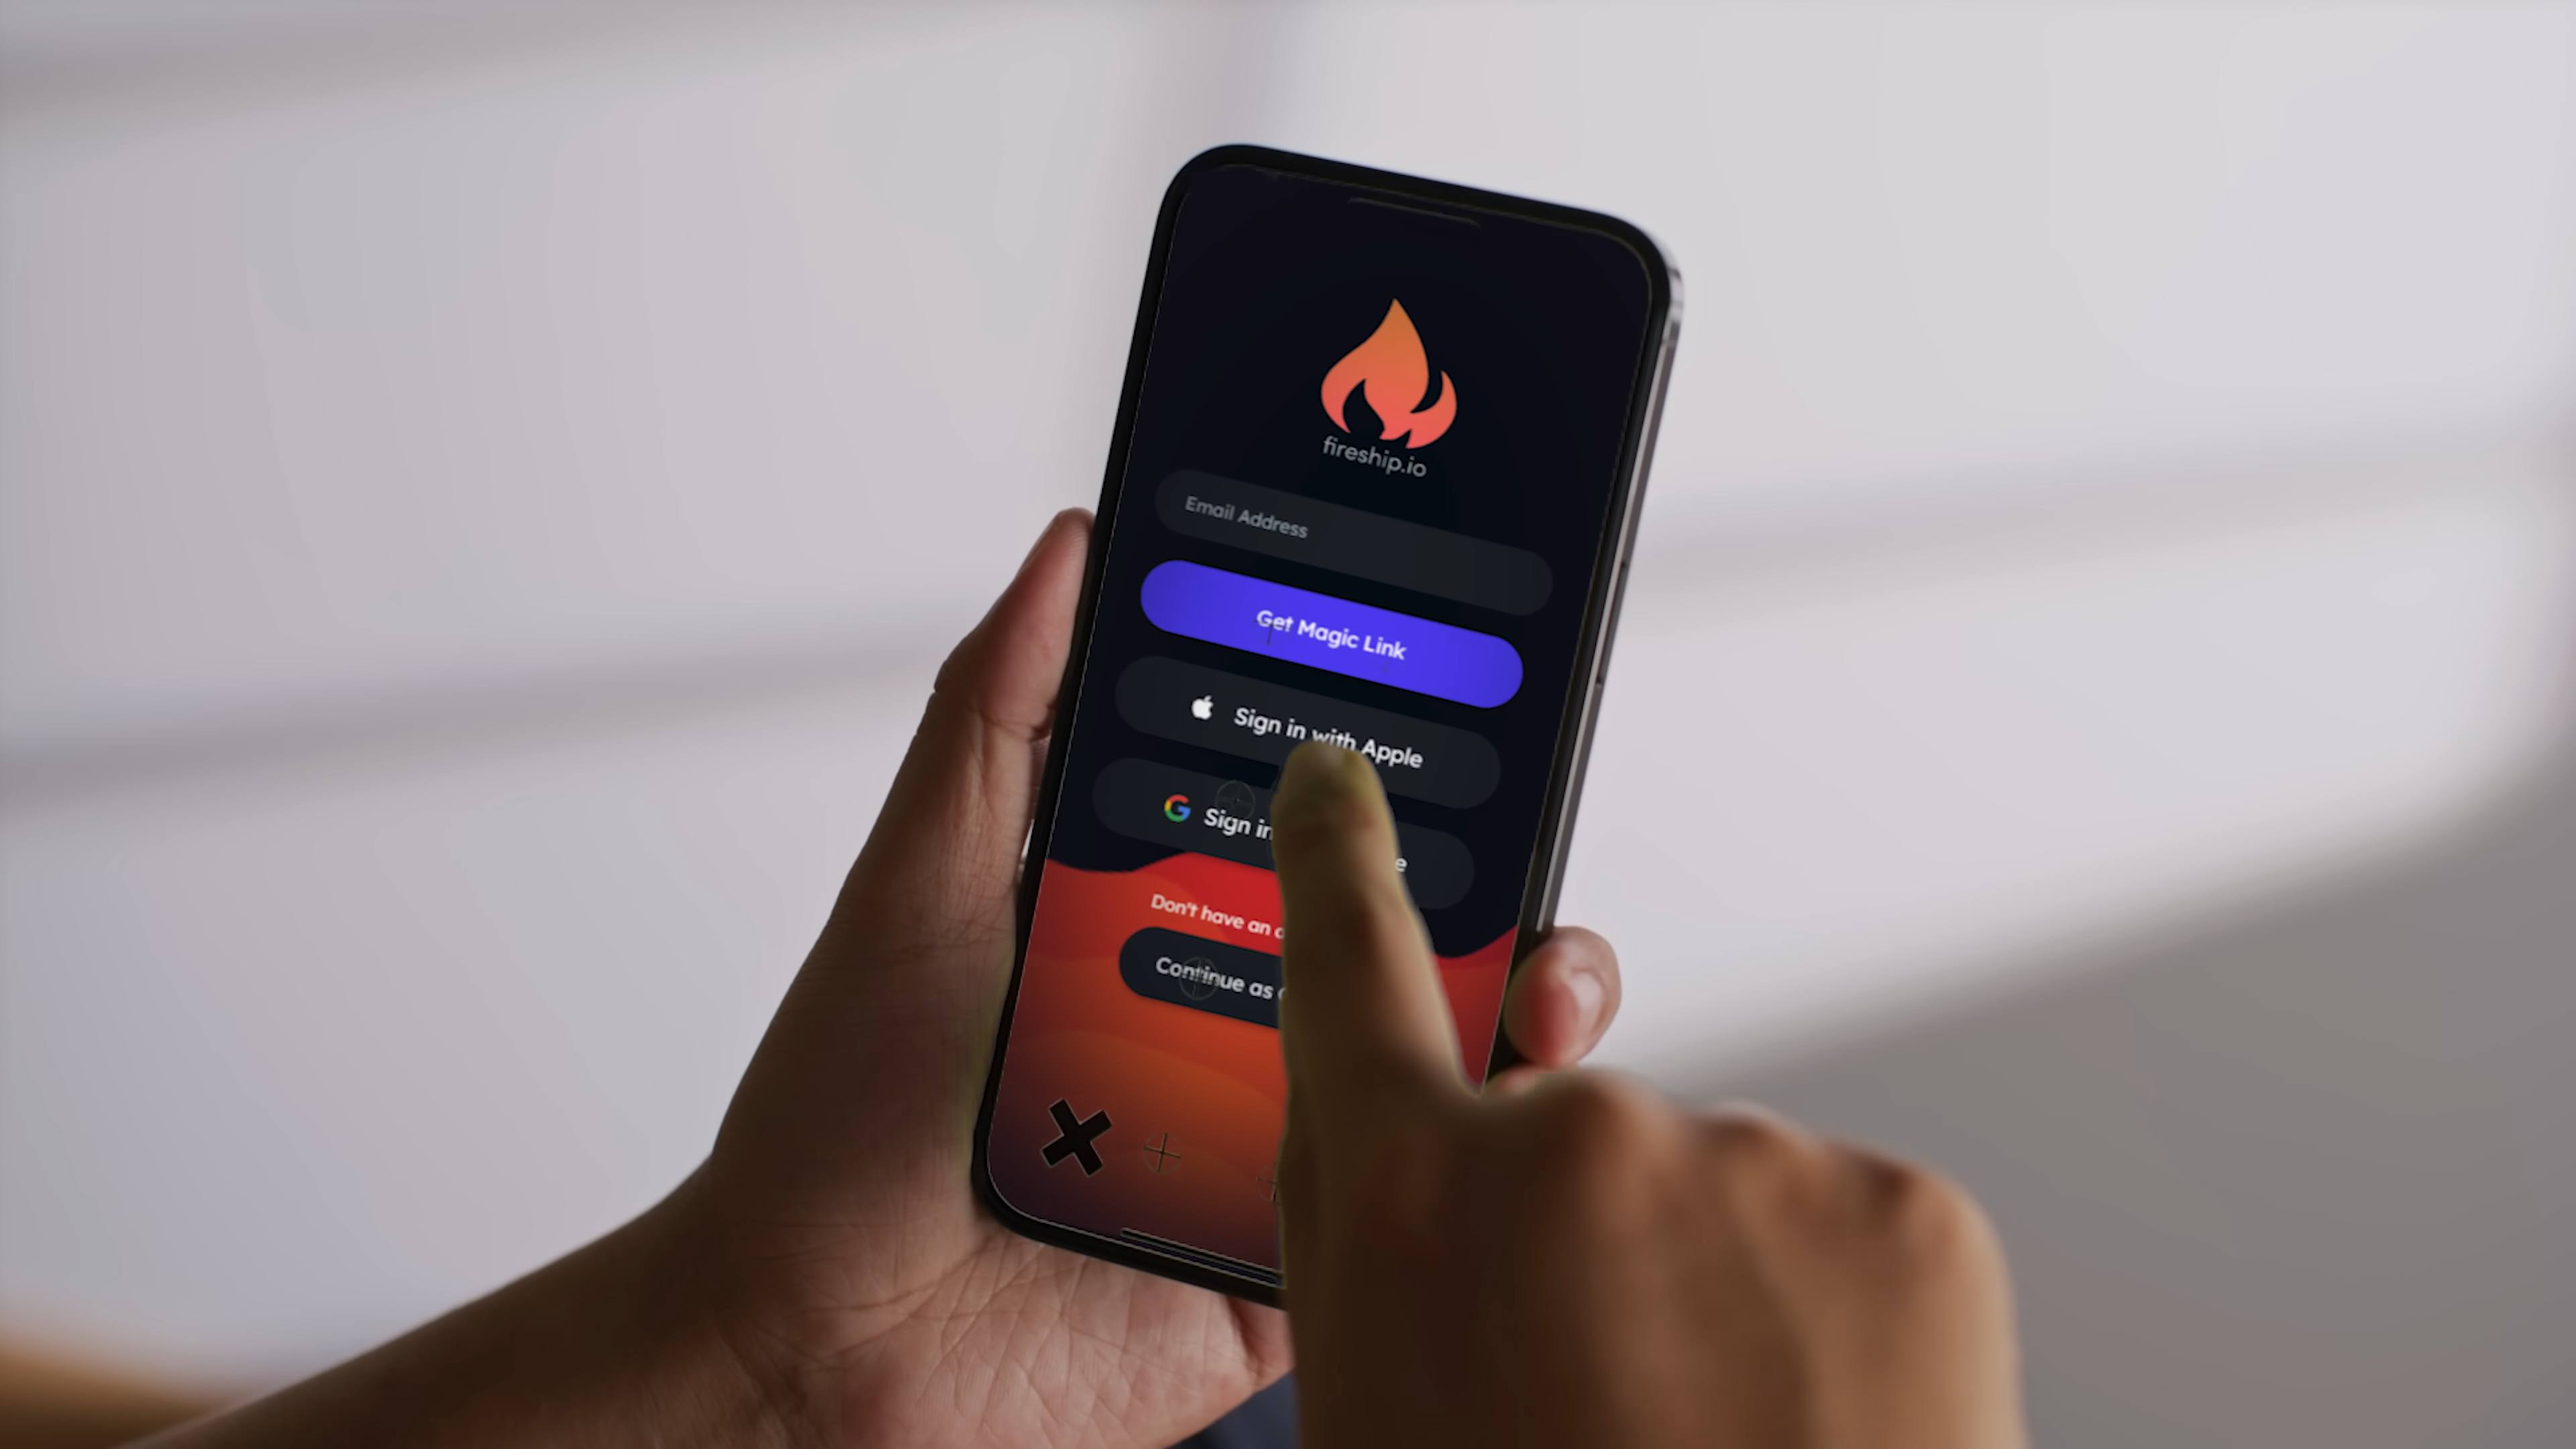 fireship.io
Email Address
Get Magic Link
Sign in with Apple
Sign in
Don't have an
Continue as